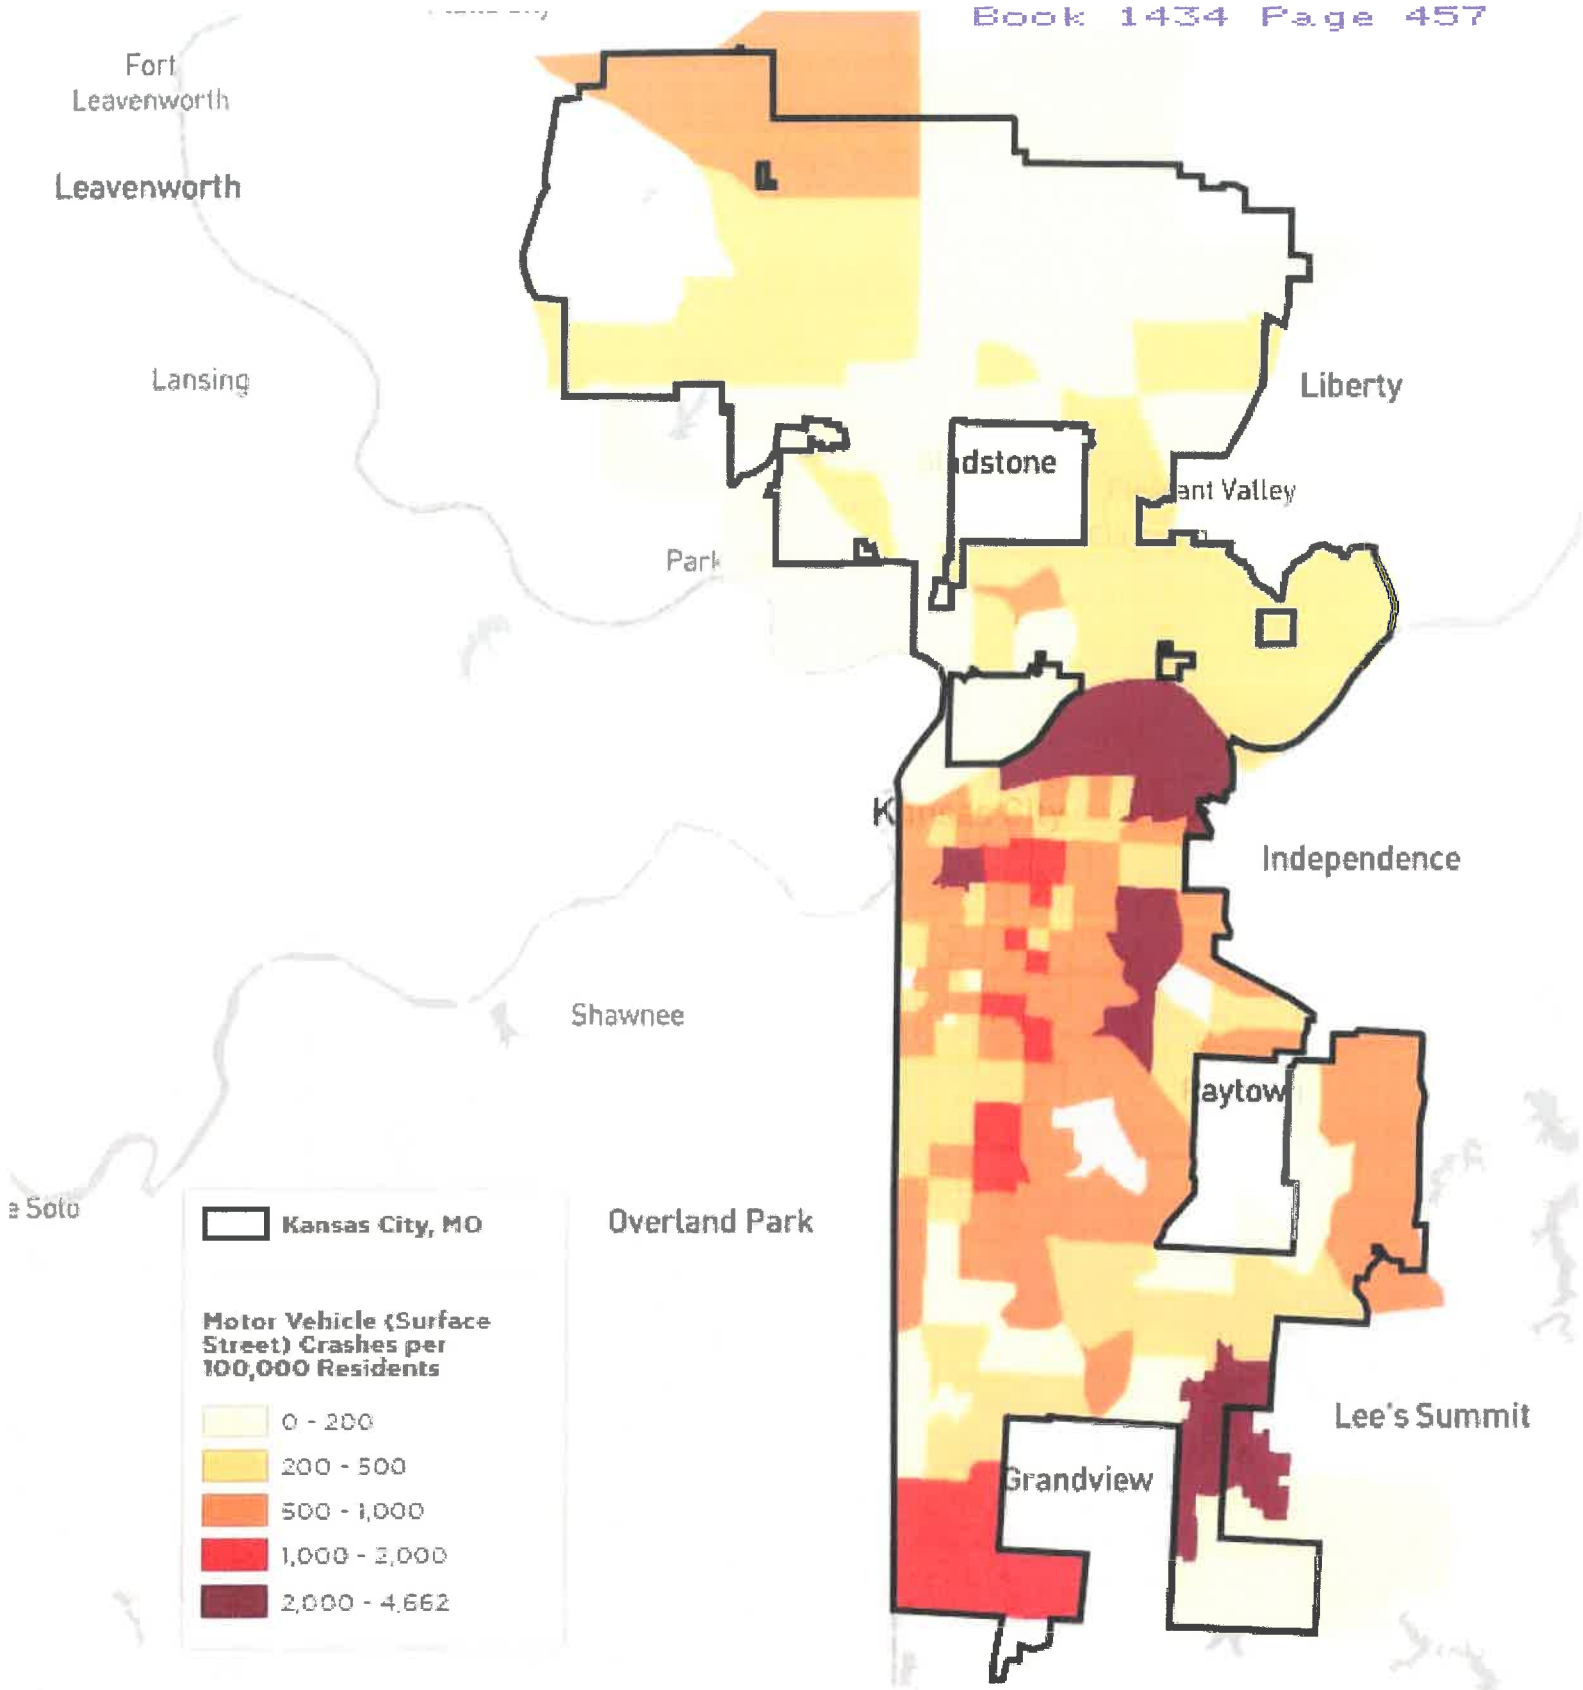 Book 1434 Page 457
Fort
Leavenworth
Leavenworth
Lansing
Liberty
dstone
ant Valley
Park
Independence
Shawnee
aytow
e Soto
Overland Park
Kansas City, MO
Motor Vehicle (Surface
Street) Crashes per
100,000 Residents
0 - 200
200 - 500
500 - 1,000
1,000 - 2,000
2,000 - 4,662
Lee's Summit
Grandview